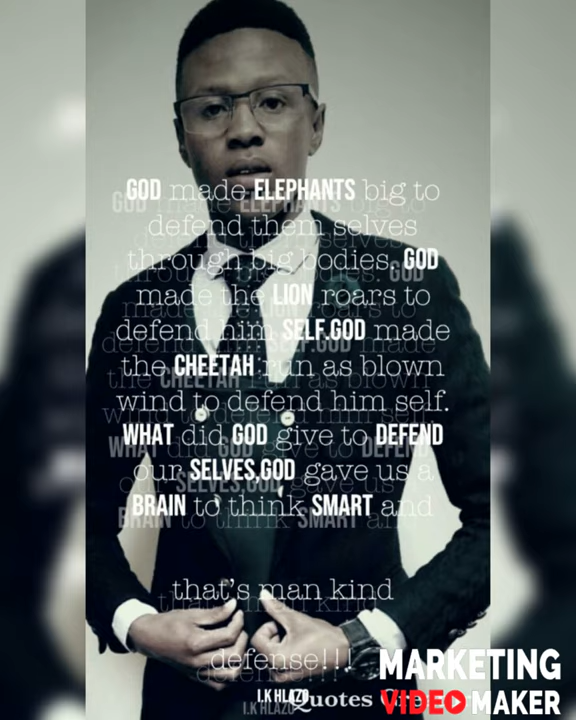 GOD made ELEPHANTS big to
defend them selves
through big bodies. GOD
made the LION roars to
defend him SELF.GOD made
the CHEETAH run as blown
wind to defend him self.
WHAT did GOD give to DEFEND
our SELVES,GOD gave us a
BRAIN to think SMART and
that's man kind
defense!!!
I.K HLAZO
Quotes
MARKETING
VIDEO MAKER